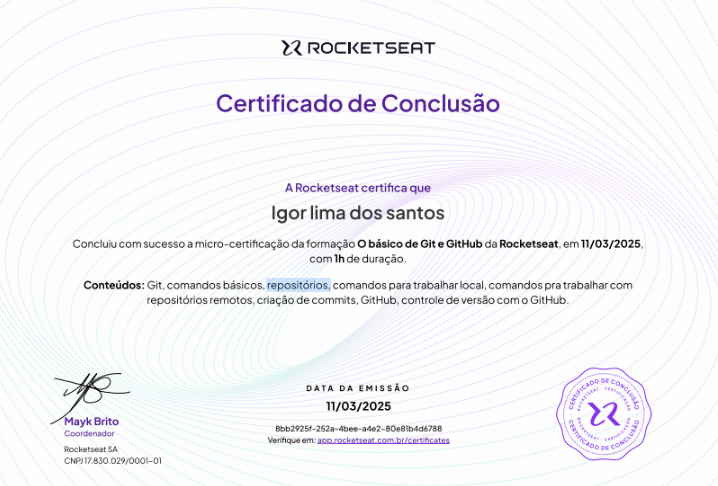 ROCKETSEAT
Certificado de Conclusão
A Rocketseat certifica que
Igor lima dos santos
Concluiu com sucesso a micro-certificação da formação O básico de Git e GitHub da Rocketseat, em 11/03/2025,
com 1h de duração.
Conteúdos: Git, comandos básicos, repositórios, comandos para trabalhar local, comandos pra trabalhar com
repositórios remotos, criação de commits, GitHub, controle de versão com o GitHub.
Mayk Brito
Coordenador
Rocketseat SA
CNPJ 17.830.029/0001-01
DATA DA EMISSÃO
11/03/2025
8bb2925f-252a-4bee-a4e2-80e81b4d6788
Verifique em: app.rocketseat.com.br/certificates
CERTIFICADO DE CONCLUSÃO
ROCKETSEAT · CERTIFICAÇÃO
ROCKETSEAT · CERTIFICAÇÃO
CERTIFICADO DE CONCLUSÃO